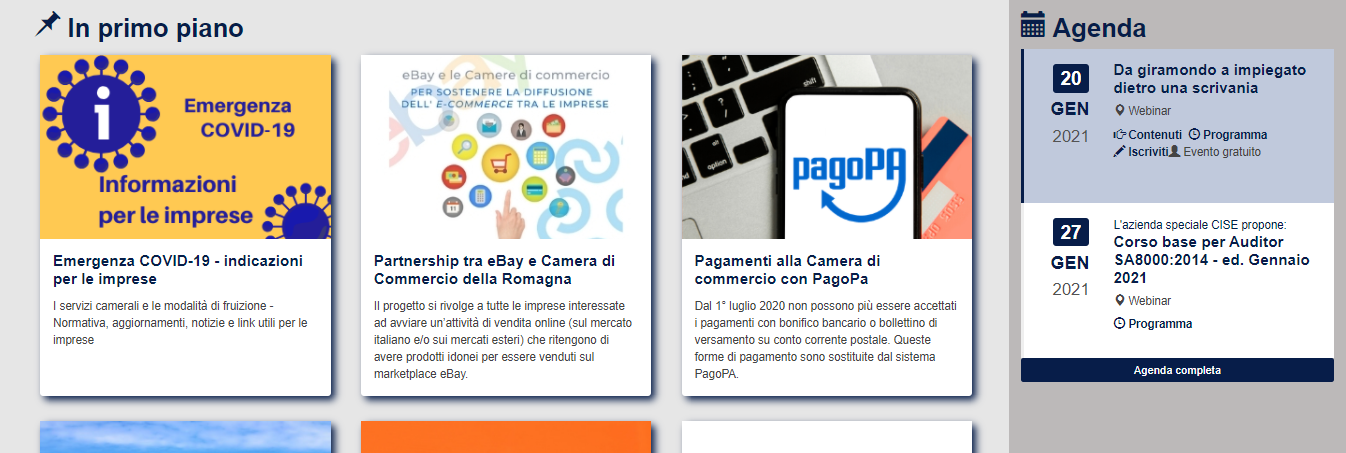 In primo piano
Emergenza
COVID-19
Informazioni
per le imprese
Emergenza COVID-19 - indicazioni
per le imprese
I servizi camerali e le modalità di fruizione -
Normativa, aggiornamenti, notizie e link utili per le
imprese
ebay
eBay e le Camere di commercio
PER SOSTENERE LA DIFFUSIONE
DELL' E-COMMERCE TRA LE IMPRESE
Partnership tra eBay e Camera di
Commercio della Romagna
Il progetto si rivolge a tutte le imprese interessate
ad avviare un'attività di vendita online (sul mercato
italiano e/o sui mercati esteri) che ritengono di
avere prodotti idonei per essere venduti sul
marketplace eBay.
alt
option
command
pagoPA
Pagamenti alla Camera di
commercio con PagoPa
Dal 1° luglio 2020 non possono più essere accettati
i pagamenti con bonifico bancario o bollettino di
versamento su conto corrente postale. Queste
forme di pagamento sono sostituite dal sistema
PagoPA.
Agenda
20
GEN
2021
Da giramondo a impiegato
dietro una scrivania
Webinar
Contenuti Programma
Iscriviti Evento gratuito
27
GEN
2021
L'azienda speciale CISE propone:
Corso base per Auditor
SA8000:2014 - ed. Gennaio
2021
Webinar
Programma
Agenda completa